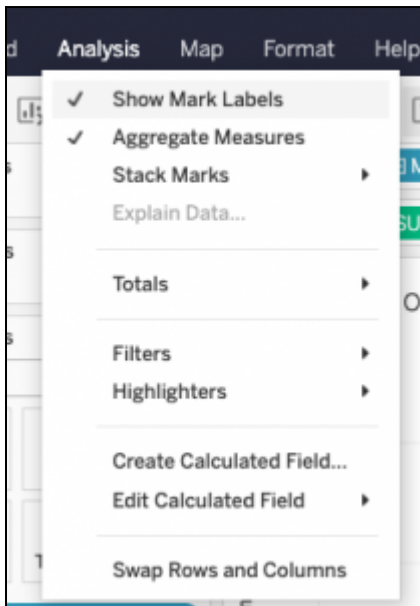 d Analysis Map Format Help
Show Mark Labels
Aggregate Measures
Stack Marks
Explain Data...
Totals
Filters
Highlighters
Create Calculated Field...
Edit Calculated Field
Swap Rows and Columns